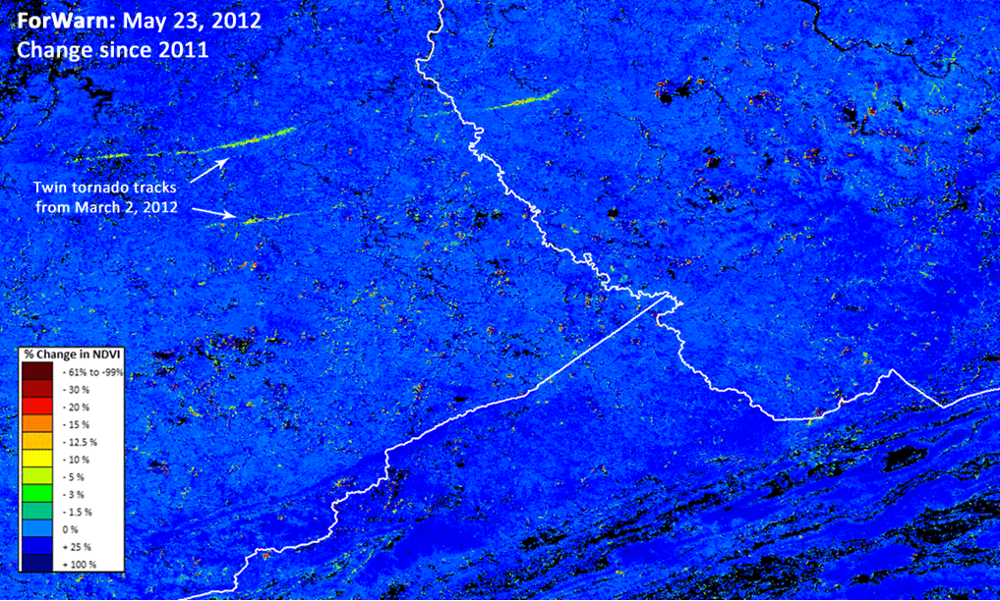 ForWarn: May 23, 2012
Change since 2011
Twin tornado tracks
from March 2, 2012
% Change in NDVI
- 61% to -99%
- 30 %
- 20 %
- 15 %
- 12.5 %
- 10 %
- 5 %
- 3 %
- 1.5 %
0 %
+ 25 %
+ 100 %